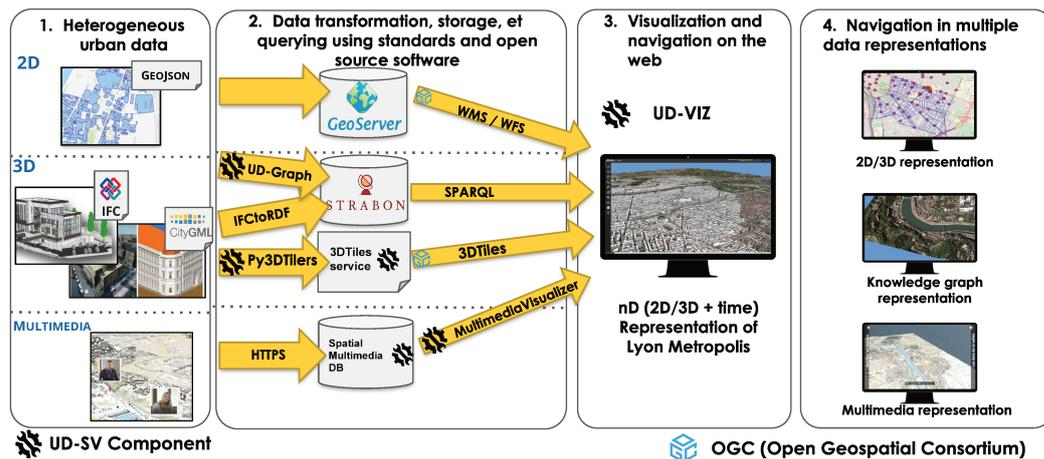 1. Heterogeneous
urban data
2D
GeoJson
3D
IFC
CityGML
Multimedia
2. Data transformation, storage, et
querying using standards and open
source software
GeoServer
WMS / WFS
UD-Graph
IFCtoRDF
STRABON
SPARQL
Py3DTilers
3DTiles
service
3DTiles
HTTPS
Spatial
Multimedia
DB
MultimediaVisualizer
3. Visualization and
navigation on the
web
UD-VIZ
nD (2D/3D + time)
Representation of
Lyon Metropolis
4. Navigation in multiple
data representations
2D/3D representation
Knowledge graph
representation
Multimedia representation
UD-SV Component
OGC (Open Geospatial Consortium)